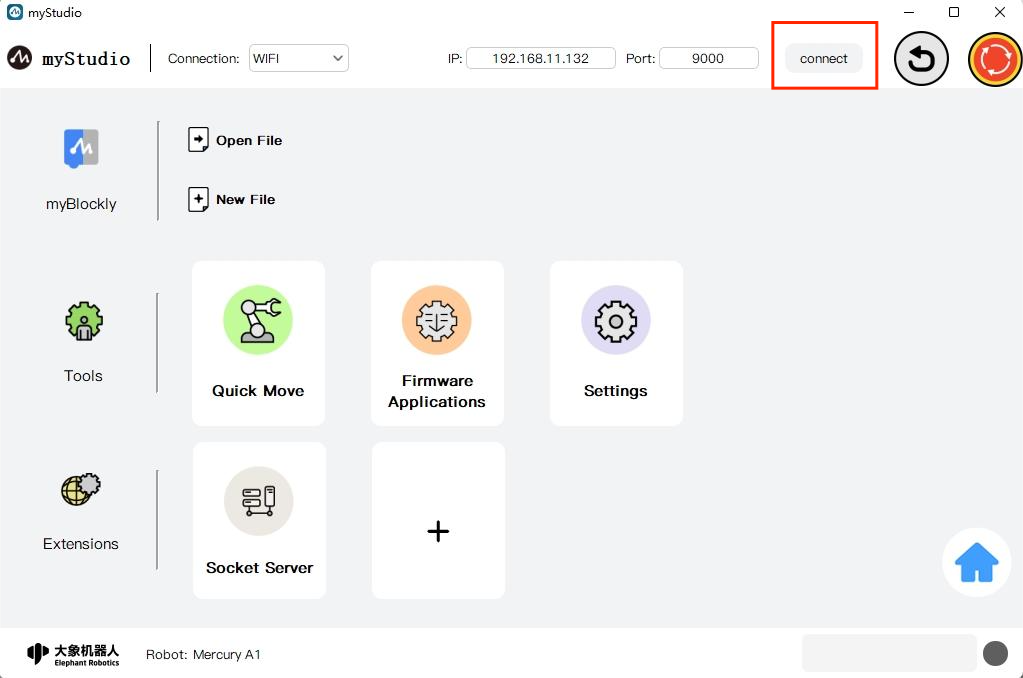 myStudio
myStudio
Connection: WIFI
IP: 192.168.11.132 Port: 9000
connect
Open File
myBlockly
New File
Tools
Quick Move
Firmware
Applications
Settings
Extensions
Socket Server
大象机器人
Elephant Robotics
Robot: Mercury A1